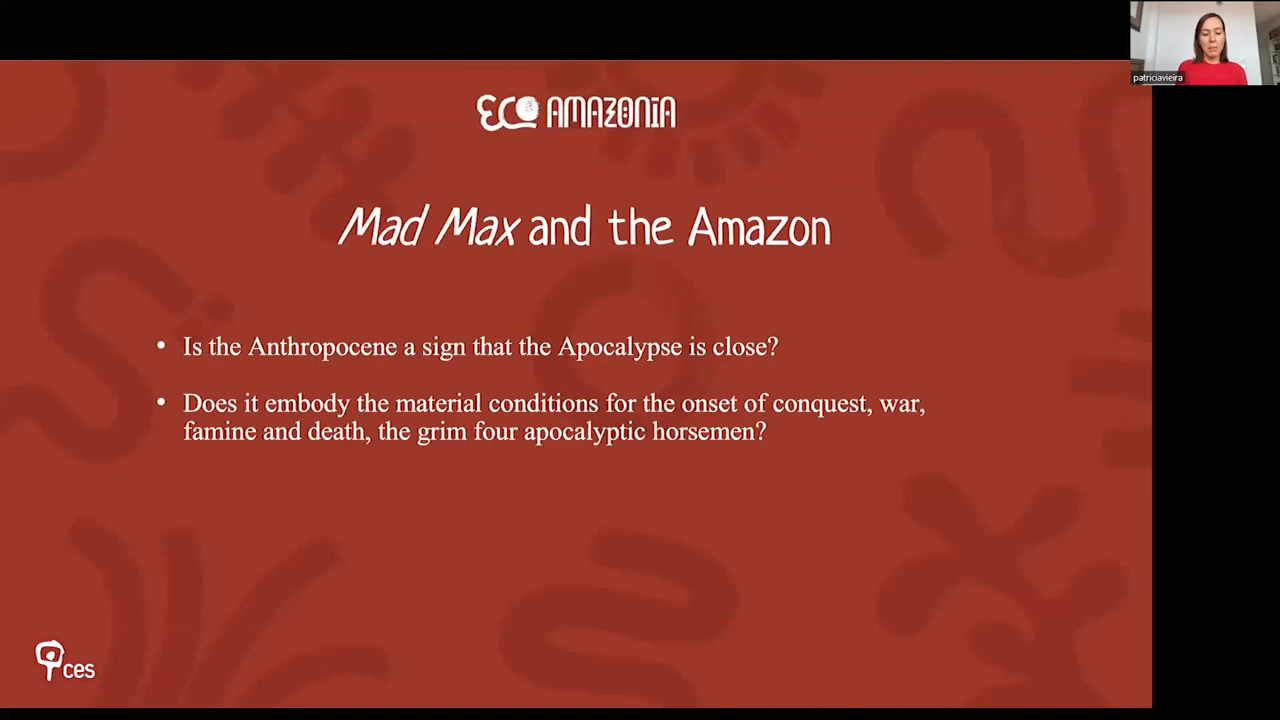 patriciavieira
ECO AMAZONIA
Mad Max and the Amazon
• Is the Anthropocene a sign that the Apocalypse is close?
• Does it embody the material conditions for the onset of conquest, war,
famine and death, the grim four apocalyptic horsemen?
ces